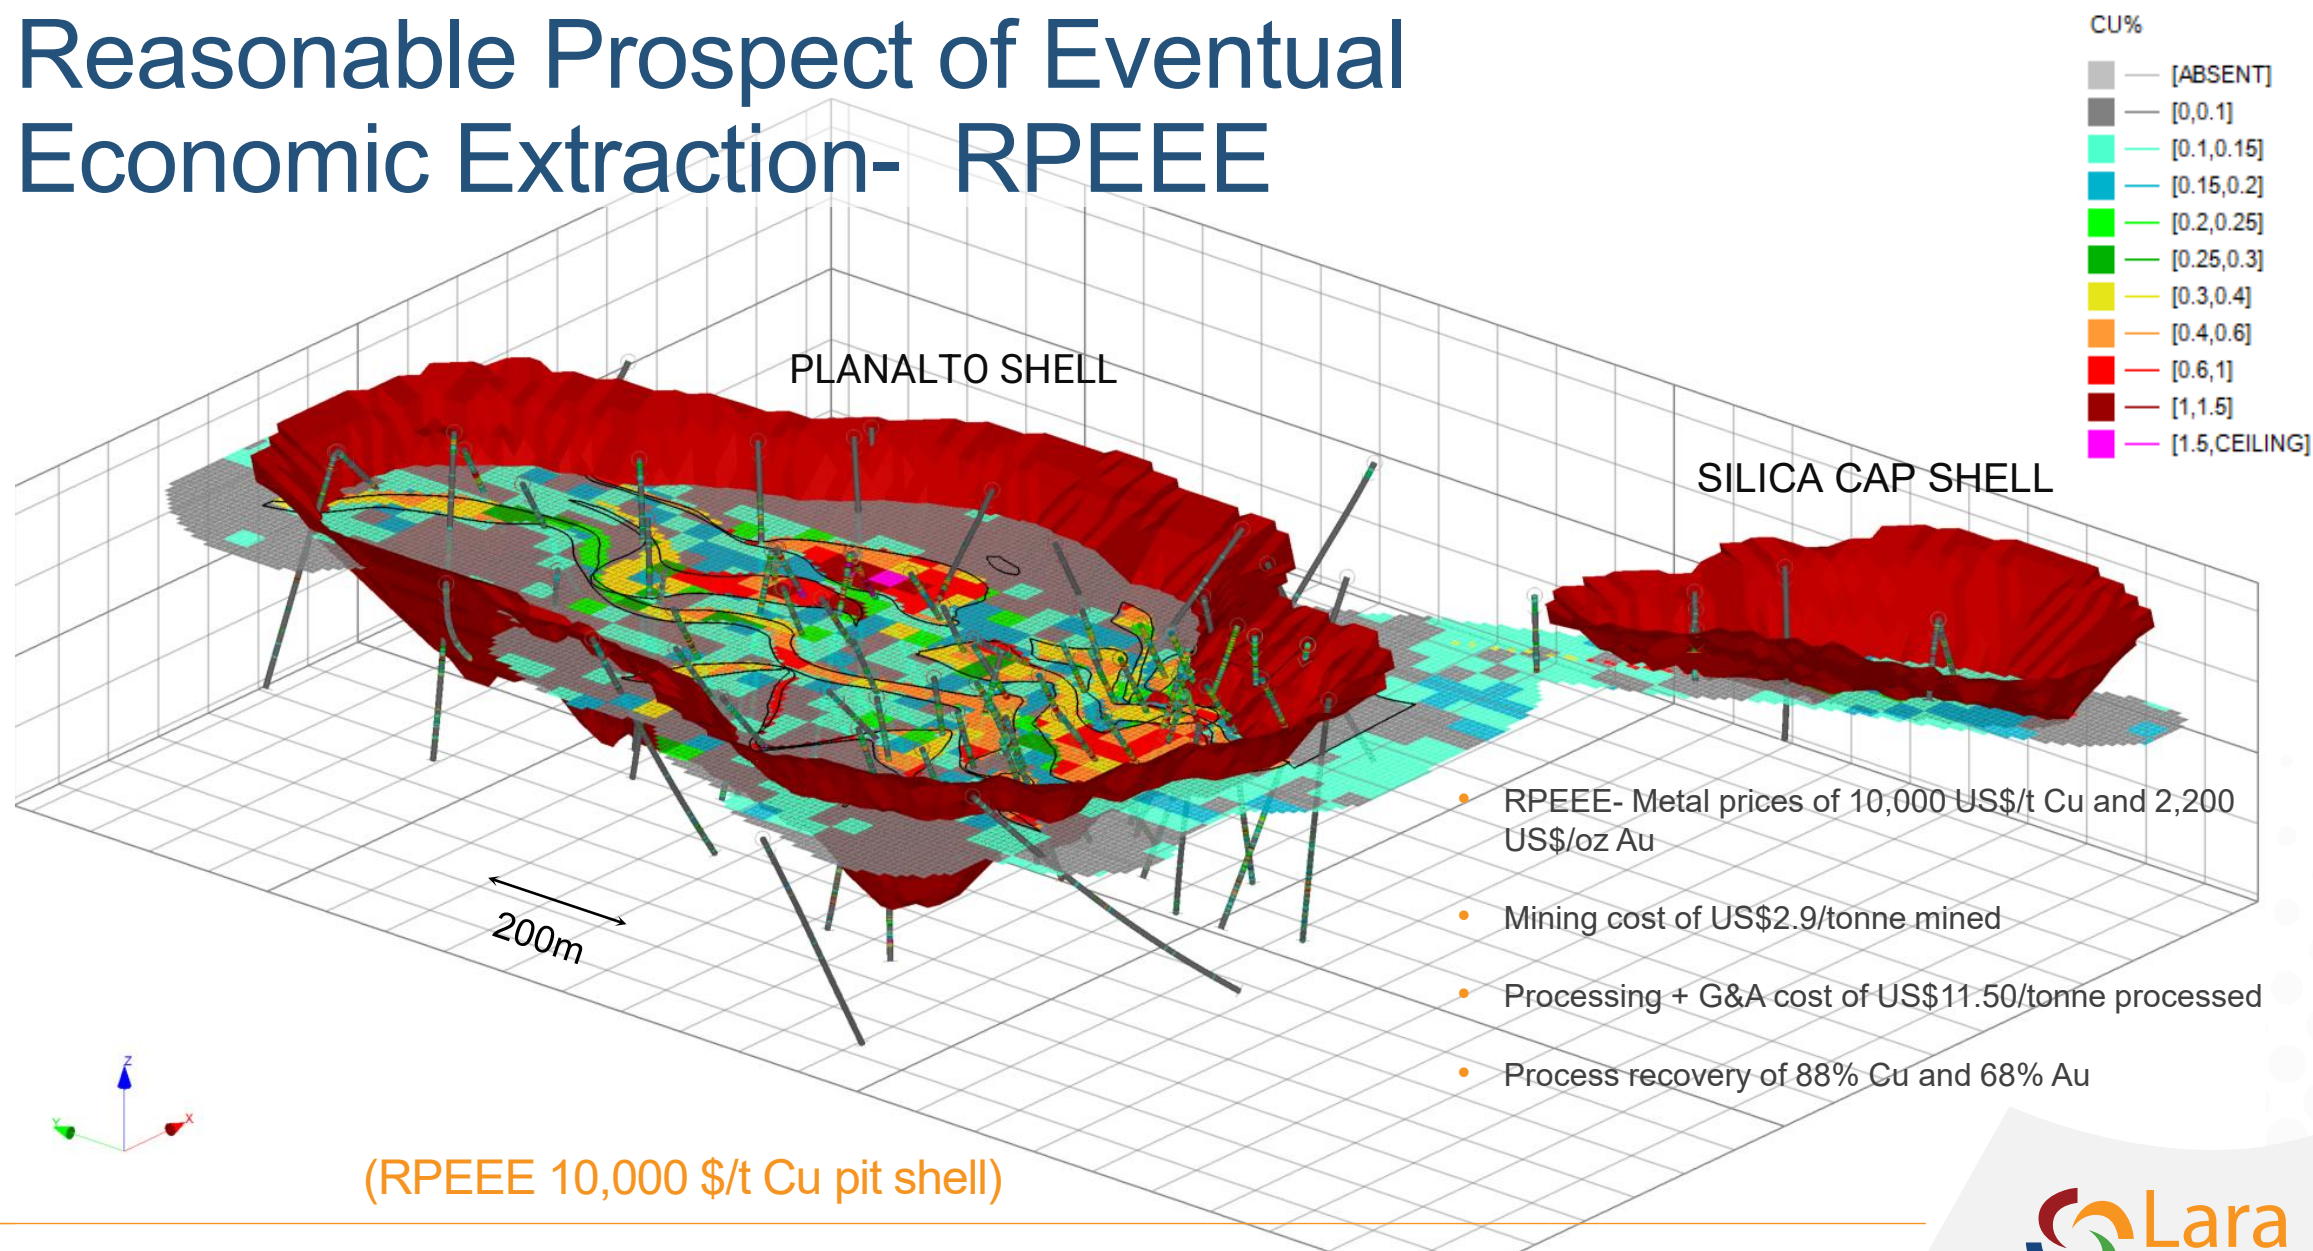 Reasonable Prospect of Eventual
Economic Extraction- RPEEE
CU%
[ABSENT]
[0,0.1]
[0.1,0.15]
[0.15,0.2]
[0.2,0.25]
[0.25,0.3]
[0.3,0.4]
[0.4,0.6]
[0.6,1]
[1,1.5]
[1.5,CEILING]
PLANALTO SHELL
SILICA CAP SHELL
200m
• RPEEE- Metal prices of 10,000 US$/t Cu and 2,200
US$/oz Au
• Mining cost of US$2.9/tonne mined
• Processing + G&A cost of US$11.50/tonne processed
• Process recovery of 88% Cu and 68% Au
Z
Y
X
(RPEEE 10,000 $/t Cu pit shell)
Lara